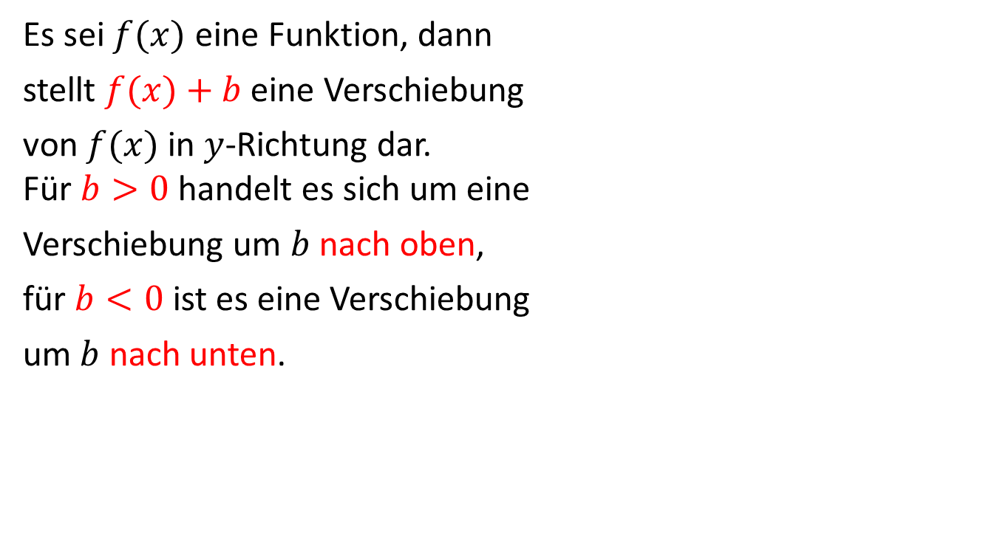 Es sei f(x) eine Funktion, dann
stellt f(x) + b eine Verschiebung
von f(x) in y-Richtung dar.
Für b > 0 handelt es sich um eine
Verschiebung um b nach oben,
für b < 0 ist es eine Verschiebung
um b nach unten.